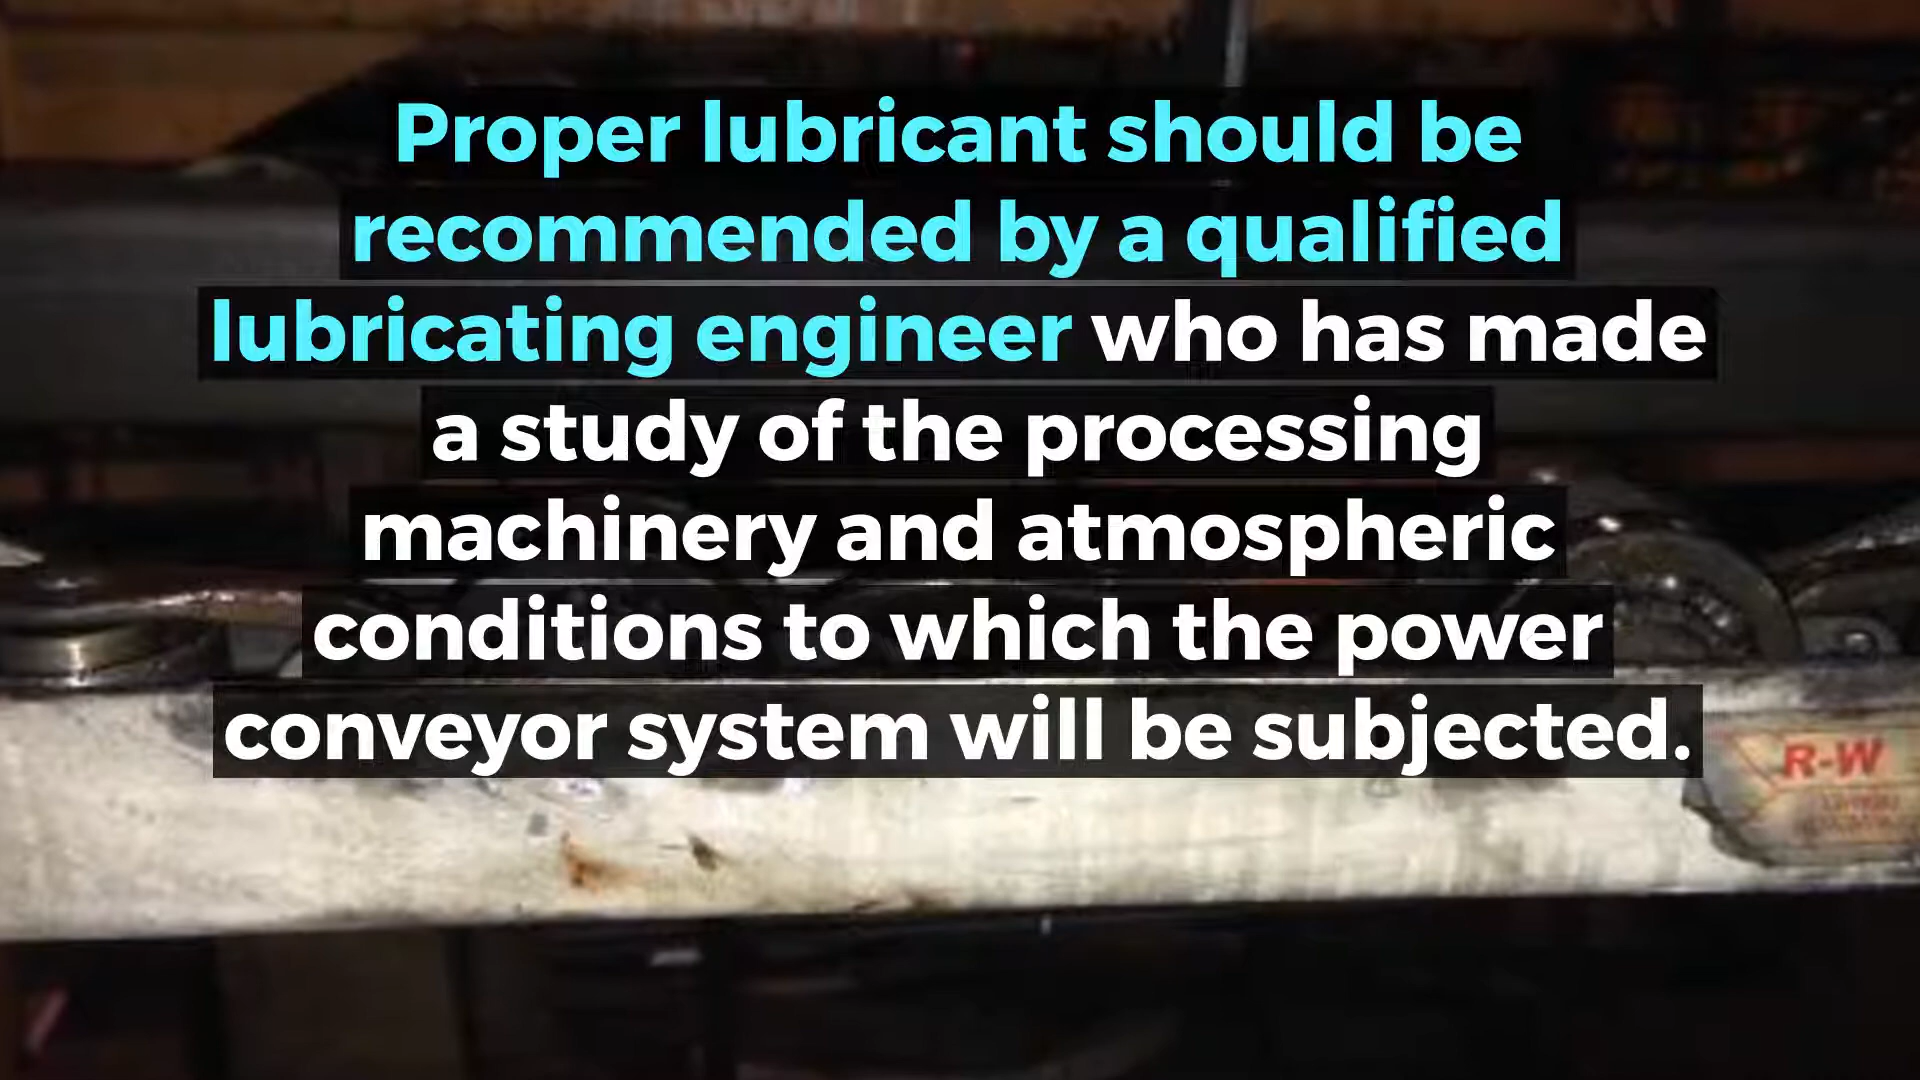 Proper lubricant should be
recommended by a qualified
lubricating engineer who has made
a study of the processing
machinery and atmospheric
conditions to which the power
conveyor system will be subjected.
R-W